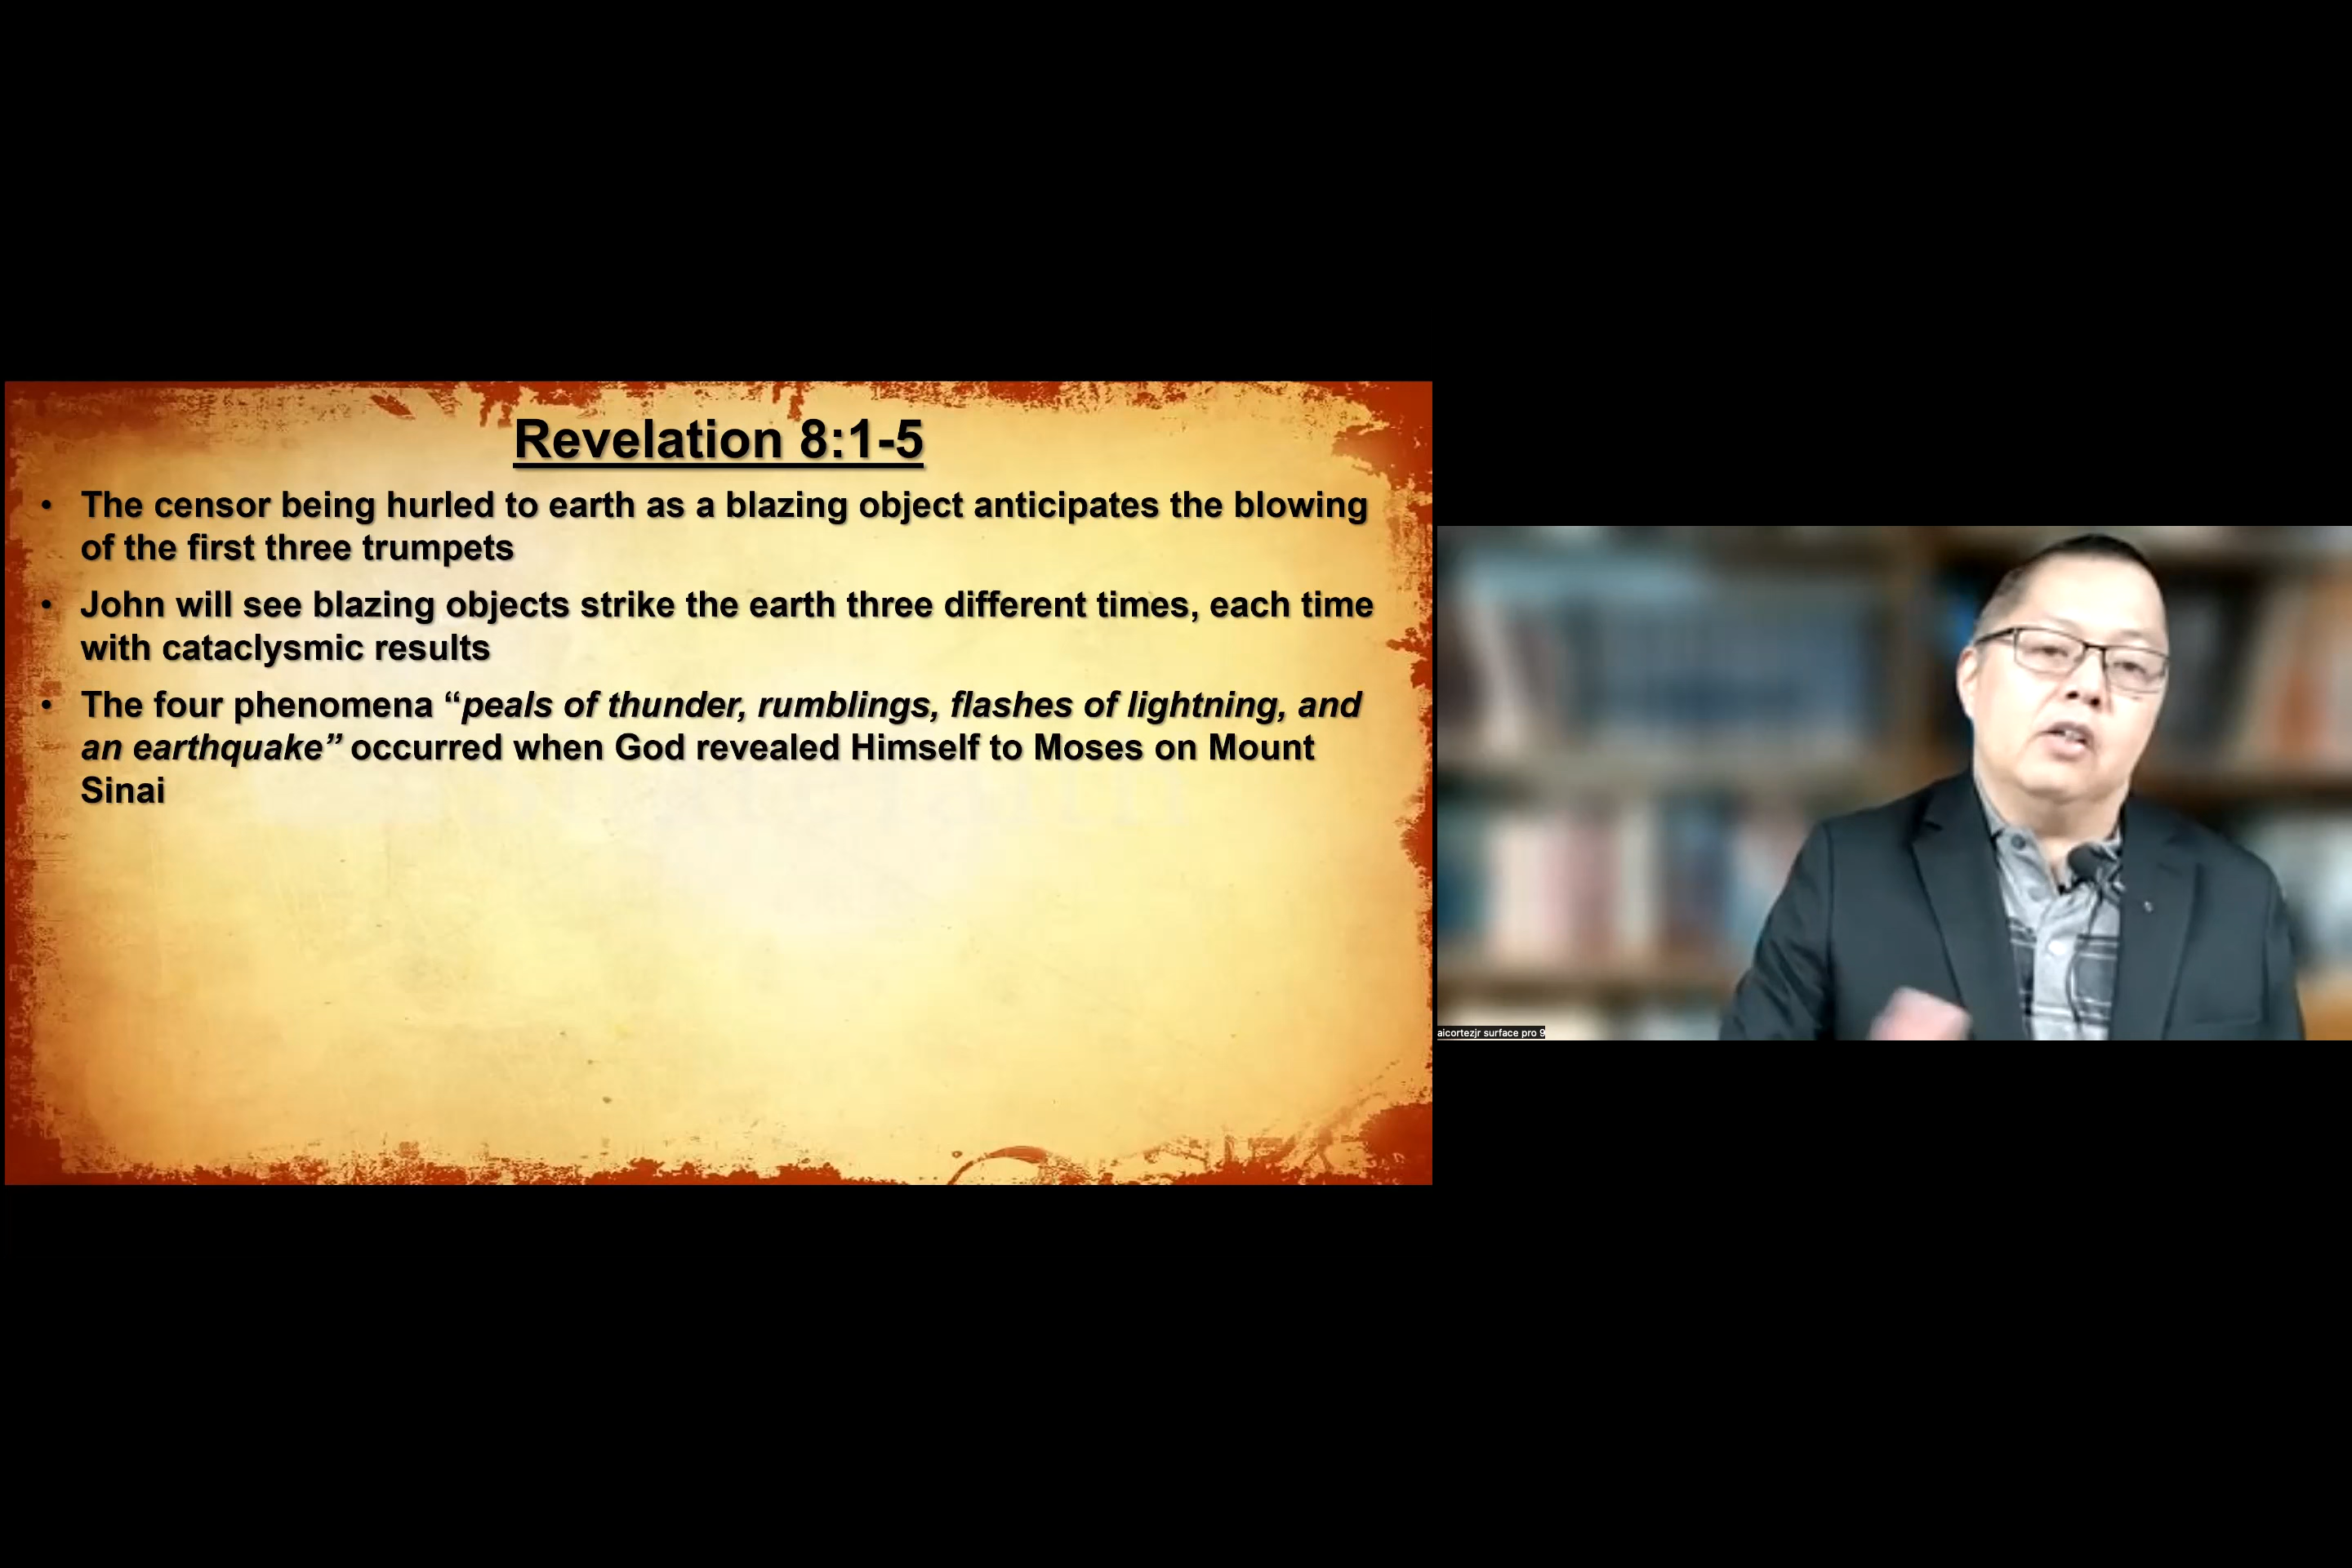 Revelation 8:1-5
• The censor being hurled to earth as a blazing object anticipates the blowing
of the first three trumpets
• John will see blazing objects strike the earth three different times, each time
with cataclysmic results
• The four phenomena “peals of thunder, rumblings, flashes of lightning, and
an earthquake” occurred when God revealed Himself to Moses on Mount
Sinai
aicortezjr surface pro 9